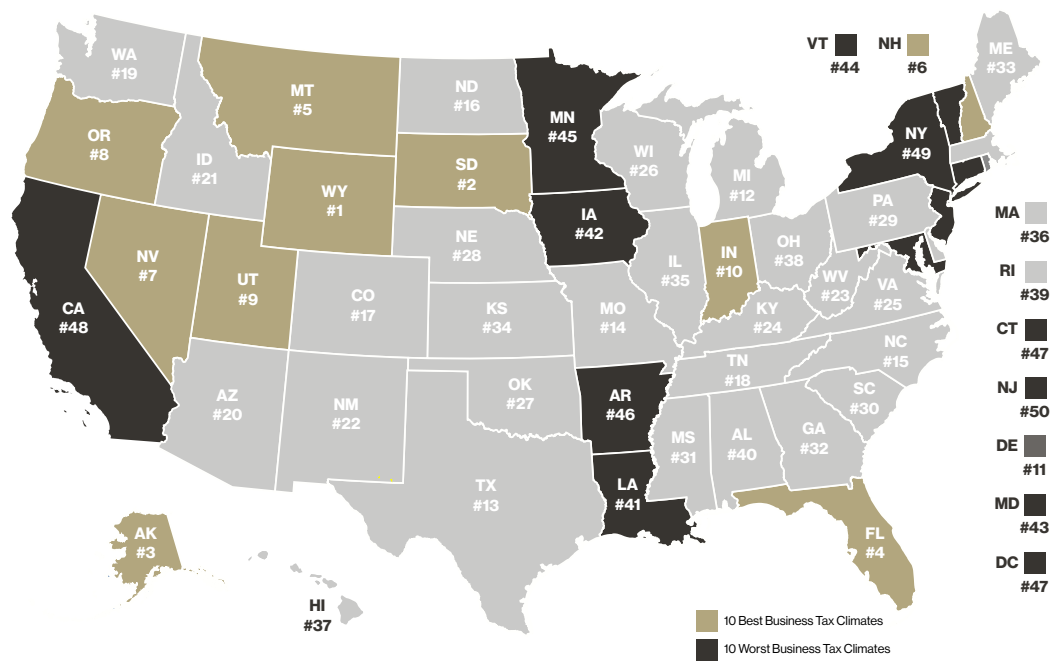 VT
#44
NH
#6
ME
#33
WA
#19
MT
#5
ND
#16
MN
#45
OR
#8
ID
#21
SD
#2
WI
#26
MI
#12
NY
#49
WY
#1
IA
#42
PA
#29
MA
#36
NE
#28
NV
#7
UT
#9
IL
#35
IN
#10
OH
#38
WV
#23
VA
#25
RI
#39
CO
#17
CA
#48
KS
#34
MO
#14
KY
#24
CT
#47
NC
#15
TN
#18
NJ
#50
AZ
#20
NM
#22
OK
#27
AR
#46
SC
#30
MS
#31
AL
#40
GA
#32
DE
#11
TX
#13
LA
#41
MD
#43
AK
#3
FL
#4
DC
#47
HI
#37
10 Best Business Tax Climates
10 Worst Business Tax Climates